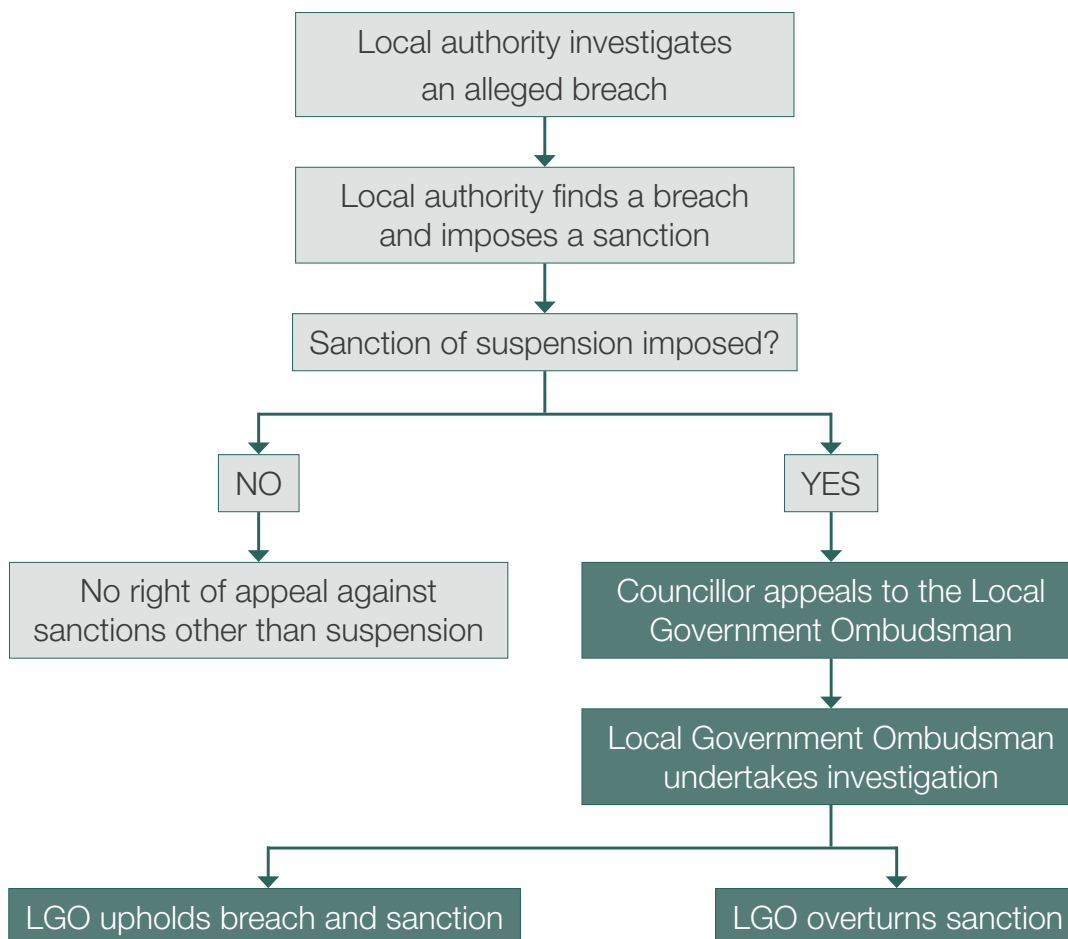 Local authority investigates
an alleged breach
Local authority finds a breach
and imposes a sanction
Sanction of suspension imposed?
NO
YES
No right of appeal against
sanctions other than suspension
Councillor appeals to the Local
Government Ombudsman
Local Government Ombudsman
undertakes investigation
LGO upholds breach and sanction
LGO overturns sanction